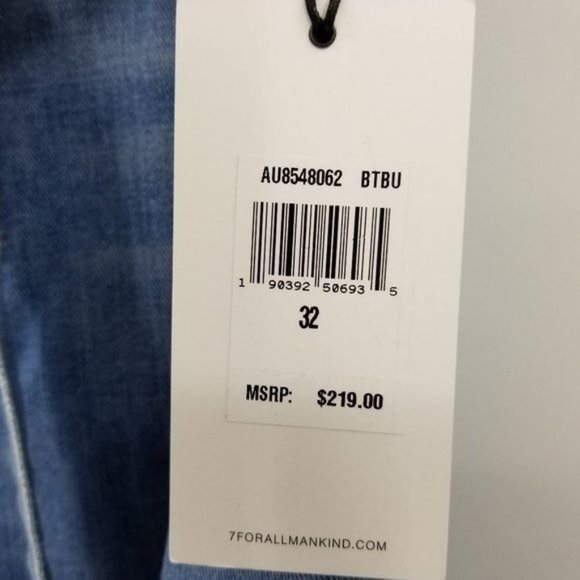 AU8548062 BTBU
1 90392 50693 5
32
MSRP: $219.00
7FORALLMANKIND.COM